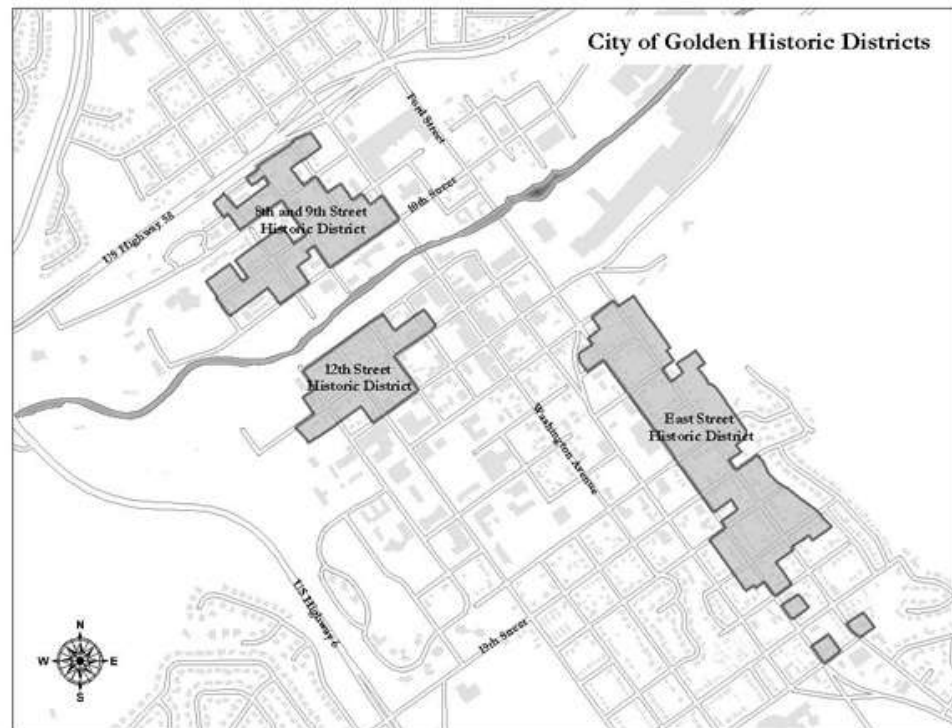 City of Golden Historic Districts
Ford Street
10th Street
US Highway 58
8th and 9th Street
Historic District
12th Street
Historic District
Washington Avenue
East Street
Historic District
US Highway 6
19th Street
N
W
E
S